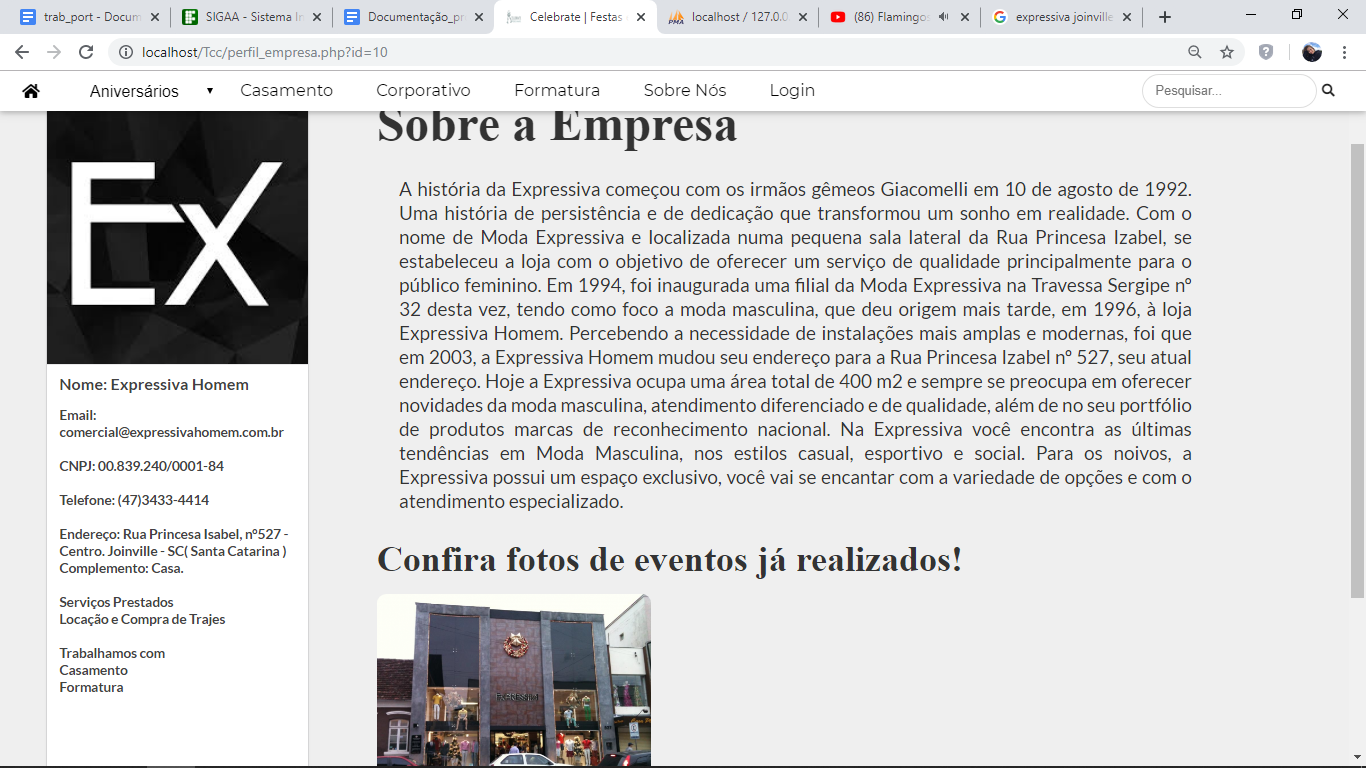 trab_port - Docum
SIGAA - Sistema In
Documentação_pr
Celebrate | Festas
localhost / 127.0.0
(86) Flamingos
expressiva joinville
localhost/Tcc/perfil_empresa.php?id=10
Aniversários
Casamento
Corporativo
Formatura
Sobre Nós
Login
Pesquisar...
EX
Nome: Expressiva Homem
Email:
comercial@expressivahomem.com.br
CNPJ: 00.839.240/0001-84
Telefone: (47)3433-4414
Endereço: Rua Princesa Isabel, nº527 -
Centro. Joinville - SC( Santa Catarina )
Complemento: Casa.
Serviços Prestados
Locação e Compra de Trajes
Trabalhamos com
Casamento
Formatura
Sobre a Empresa
A história da Expressiva começou com os irmãos gêmeos Giacomelli em 10 de agosto de 1992.
Uma história de persistência e de dedicação que transformou um sonho em realidade. Com o
nome de Moda Expressiva e localizada numa pequena sala lateral da Rua Princesa Izabel, se
estabeleceu a loja com o objetivo de oferecer um serviço de qualidade principalmente para o
público feminino. Em 1994, foi inaugurada uma filial da Moda Expressiva na Travessa Sergipe nº
32 desta vez, tendo como foco a moda masculina, que deu origem mais tarde, em 1996, à loja
Expressiva Homem. Percebendo a necessidade de instalações mais amplas e modernas, foi que
em 2003, a Expressiva Homem mudou seu endereço para a Rua Princesa Izabel nº 527, seu atual
endereço. Hoje a Expressiva ocupa uma área total de 400 m2 e sempre se preocupa em oferecer
novidades da moda masculina, atendimento diferenciado e de qualidade, além de no seu portfólio
de produtos marcas de reconhecimento nacional. Na Expressiva você encontra as últimas
tendências em Moda Masculina, nos estilos casual, esportivo e social. Para os noivos, a
Expressiva possui um espaço exclusivo, você vai se encantar com a variedade de opções e com o
atendimento especializado.
Confira fotos de eventos já realizados!
EXPRESSIVA